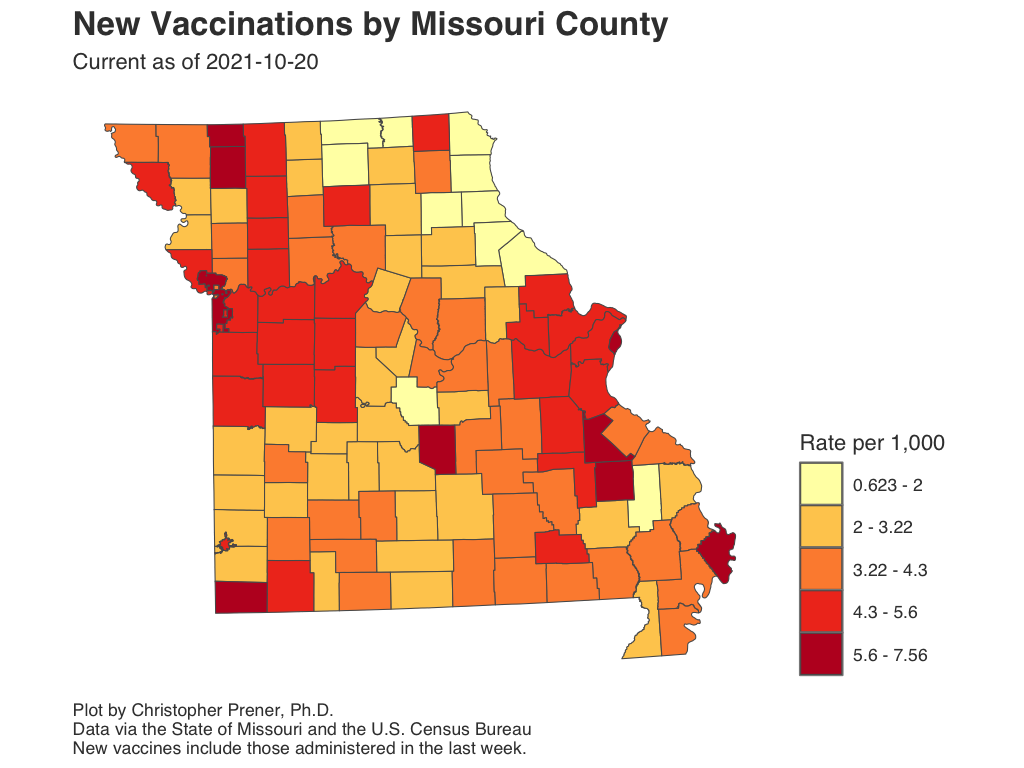 New Vaccinations by Missouri County
Current as of 2021-10-20
Rate per 1,000
0.623 - 2
2 - 3.22
3.22 - 4.3
4.3 - 5.6
5.6 - 7.56
Plot by Christopher Prener, Ph.D.
Data via the State of Missouri and the U.S. Census Bureau
New vaccines include those administered in the last week.